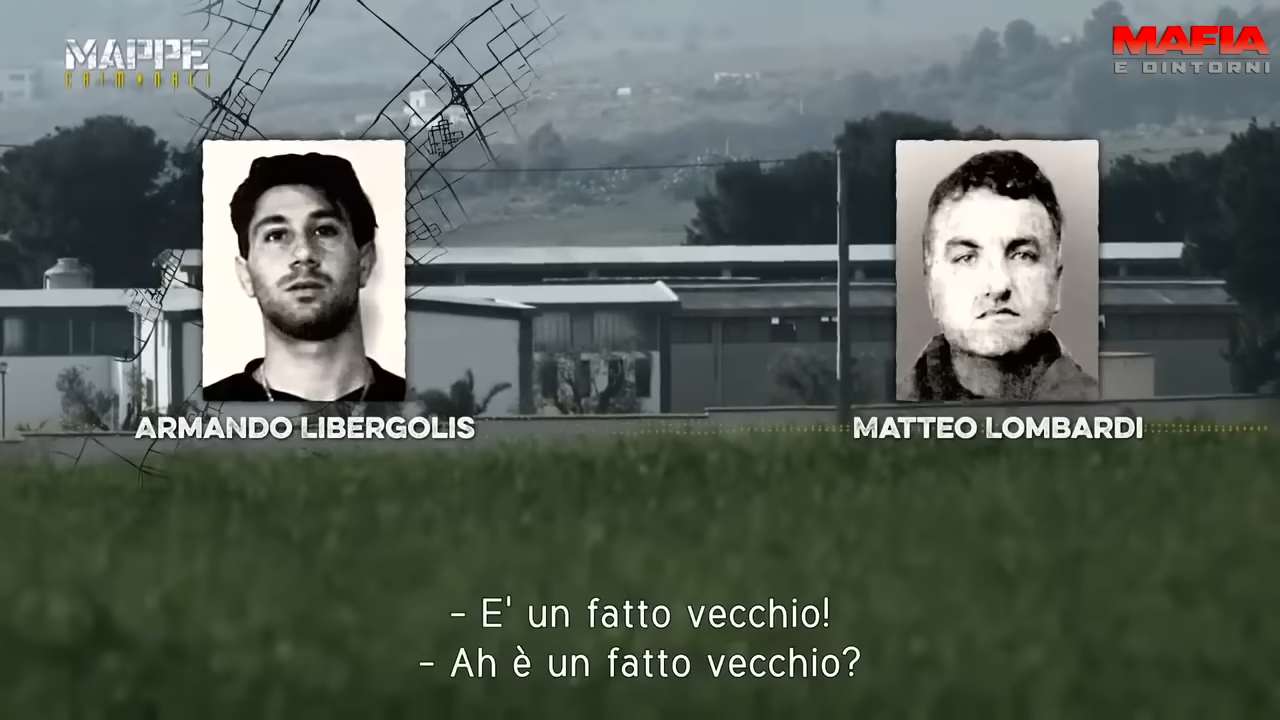 MAPPE
CRIMINALI
MAFIA
E DINTORNI
ARMANDO LIBERGOLIS
MATTEO LOMBARDI
- E' un fatto vecchio!
- Ah è un fatto vecchio?